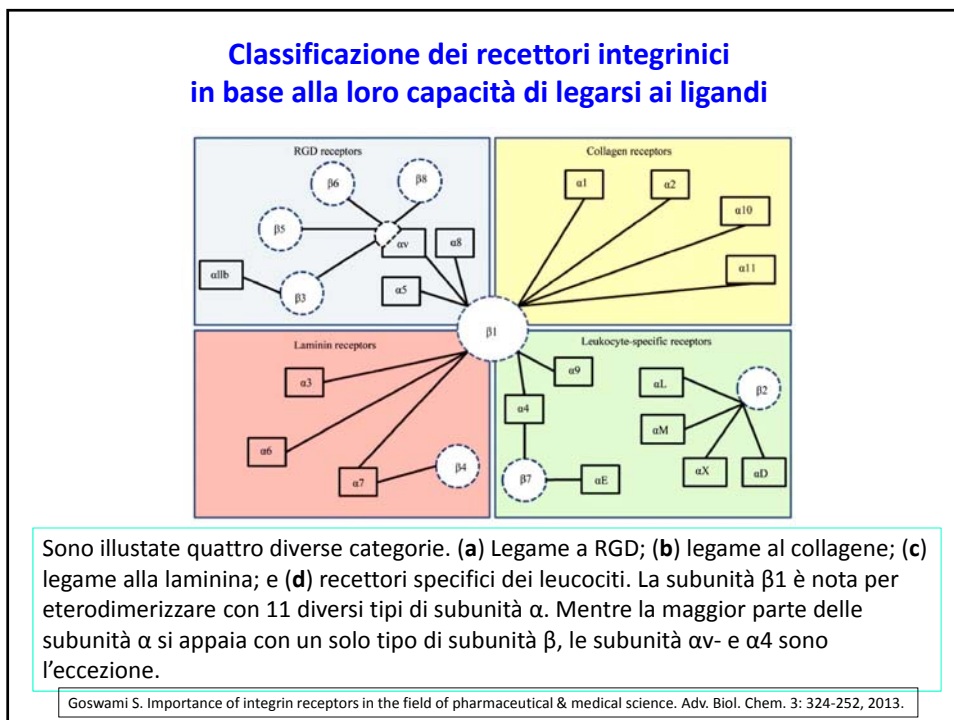 Classificazione dei recettori integrinici
in base alla loro capacità di legarsi ai ligandi
RGD receptors
β6
β8
β5
αv
α8
αIIb
β3
α5
Collagen receptors
α1
α2
α10
α11
β1
Laminin receptors
α3
α6
α7
β4
Leukocyte-specific receptors
α9
α4
αL
β2
αM
β7
αE
αX
αD
Sono illustate quattro diverse categorie. (a) Legame a RGD; (b) legame al collagene; (c)
legame alla laminina; e (d) recettori specifici dei leucociti. La subunità β1 è nota per
eterodimerizzare con 11 diversi tipi di subunità α. Mentre la maggior parte delle
subunità α si appaia con un solo tipo di subunità β, le subunità αv- e α4 sono
l'eccezione.
Goswami S. Importance of integrin receptors in the field of pharmaceutical & medical science. Adv. Biol. Chem. 3: 324-252, 2013.